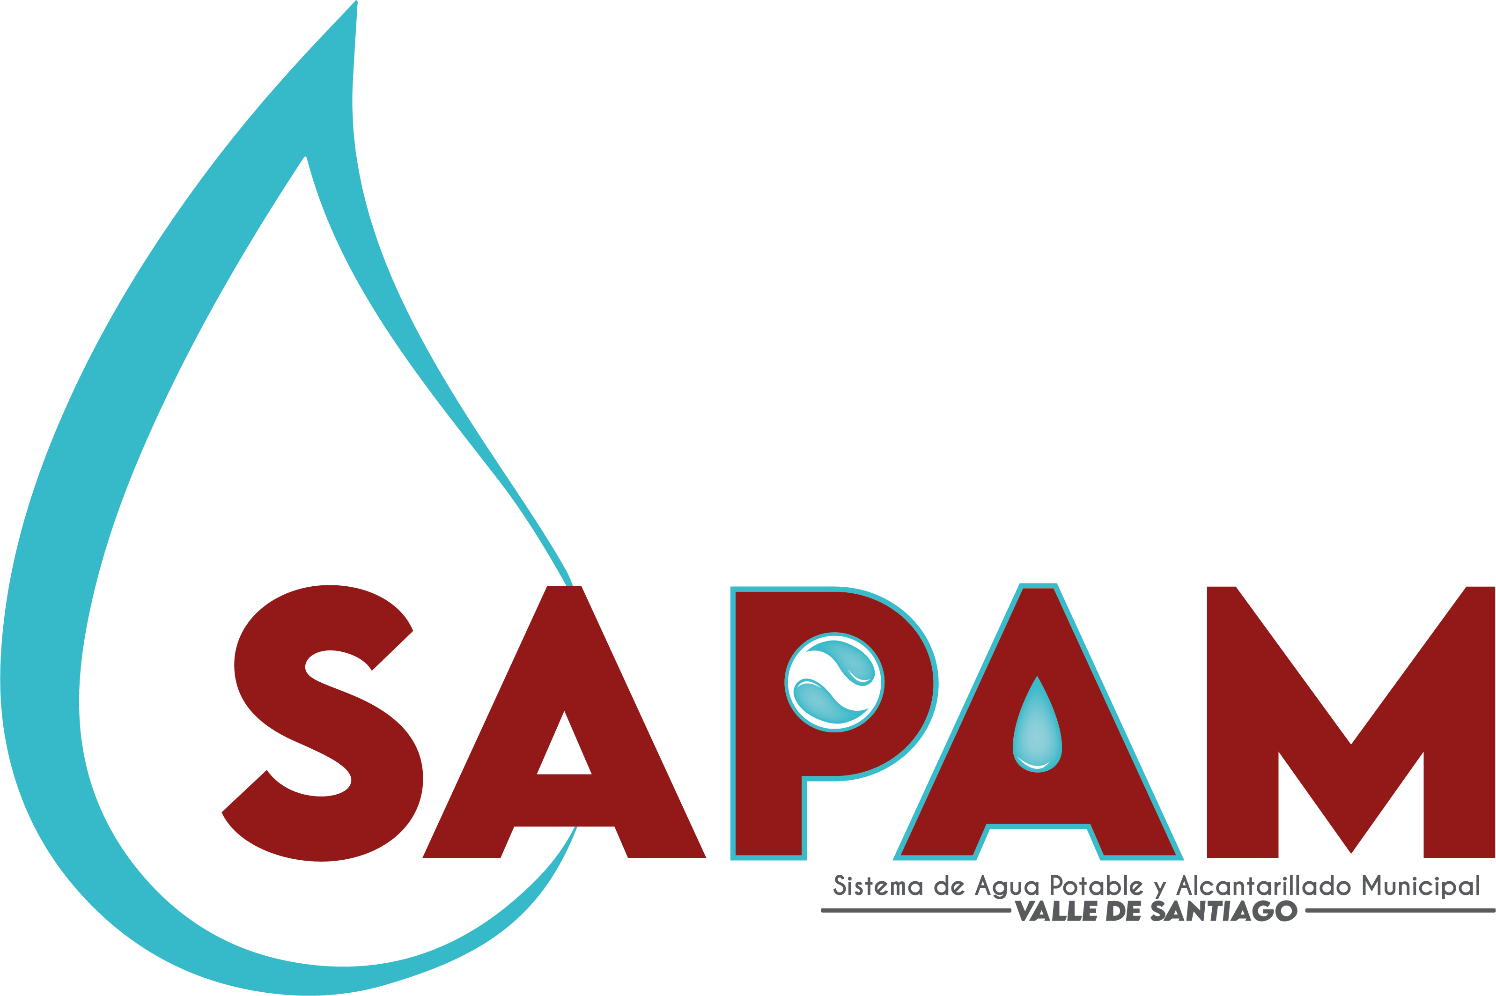 SAPAM
Sistema de Agua Potable y Alcantarillado Municipal
VALLE DE SANTIAGO